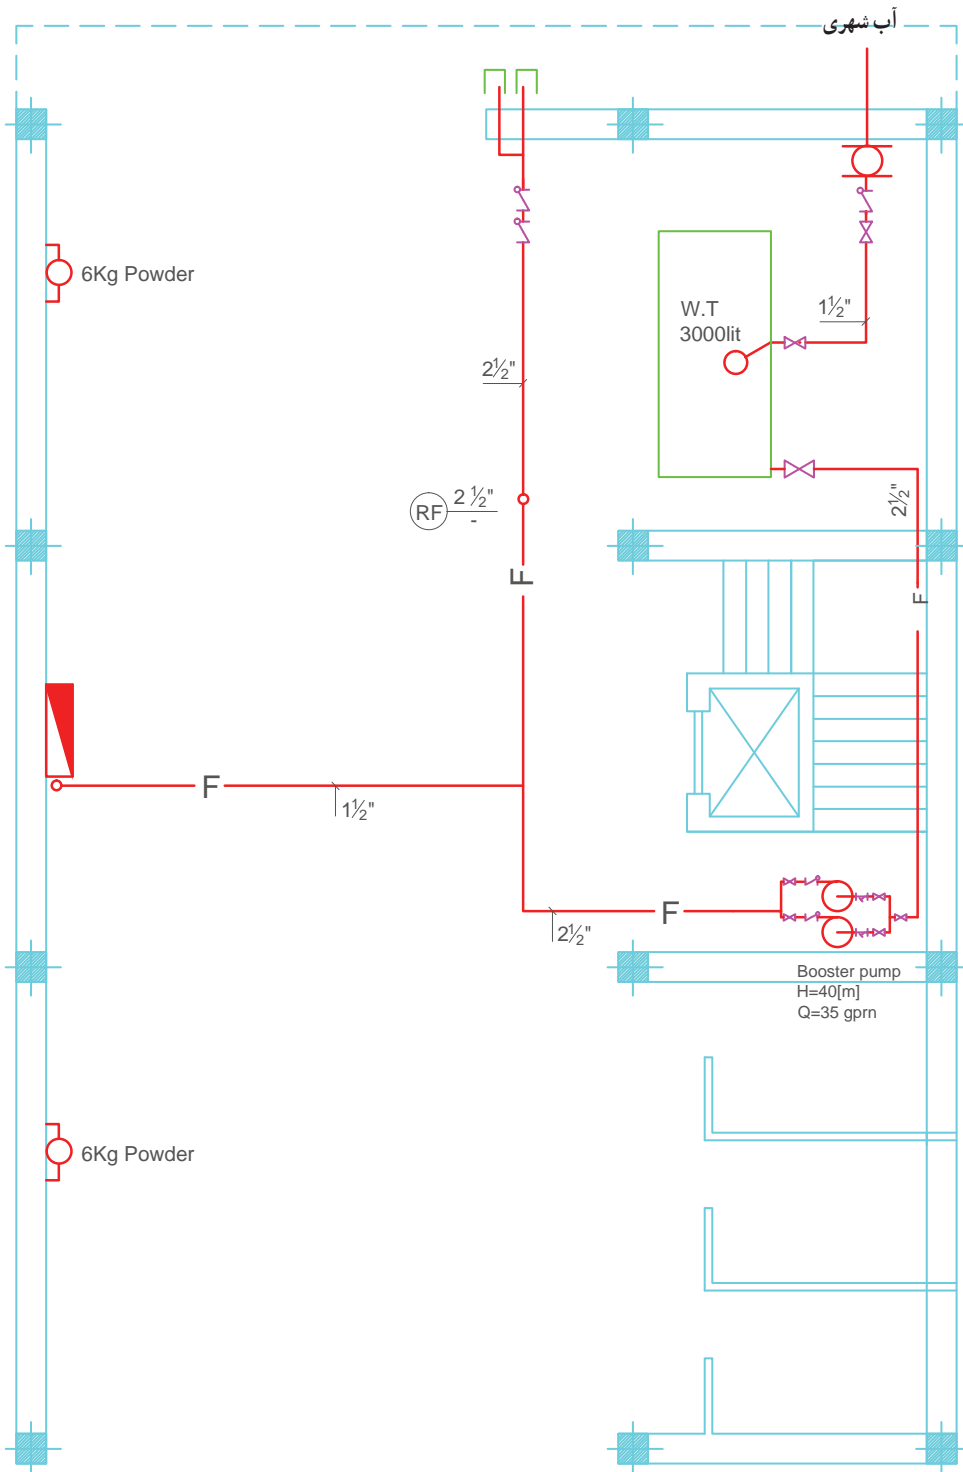 آب شهری
6Kg Powder
W.T
3000lit
1½"
2½"
RF
2 ½"
-
2½"
F
F
F
1½"
F
2½"
Booster pump
H=40[m]
Q=35 gprn
6Kg Powder